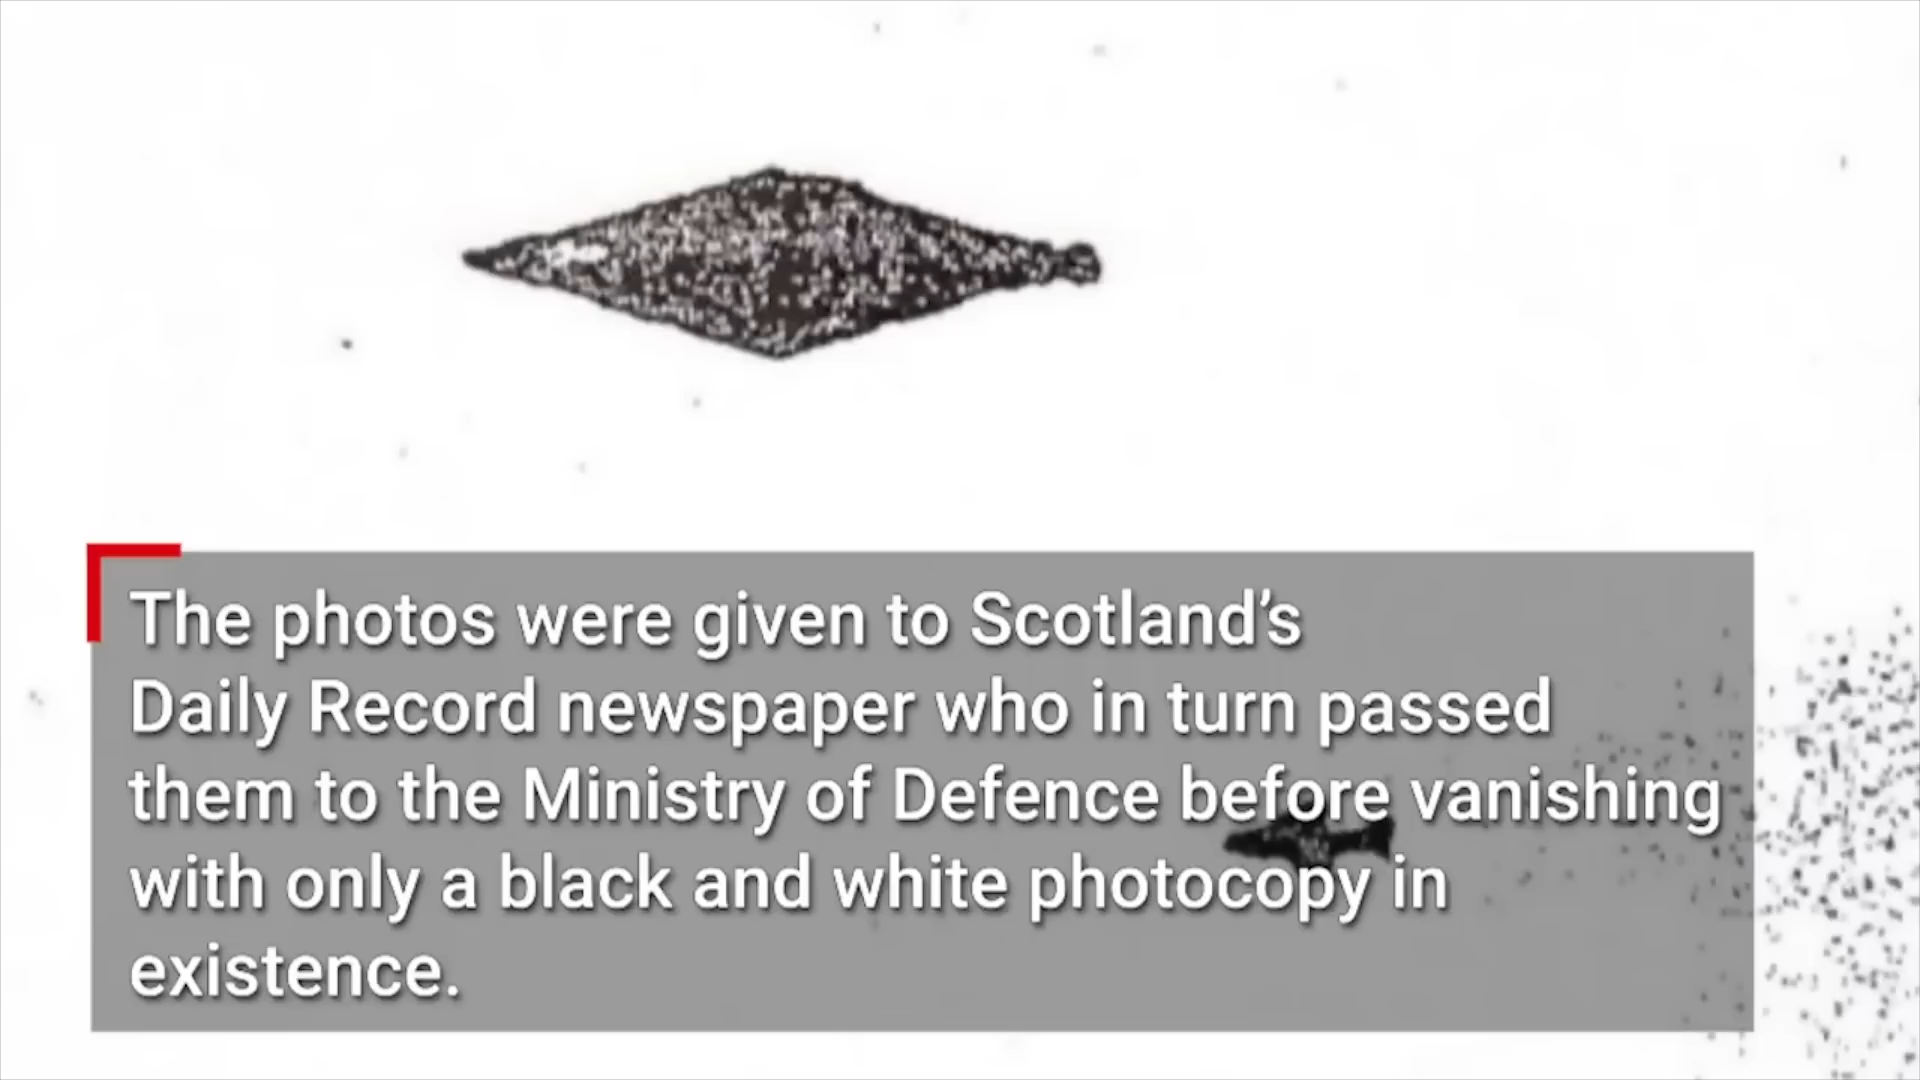 The photos were given to Scotland’s
Daily Record newspaper who in turn passed
them to the Ministry of Defence before vanishing
with only a black and white photocopy in
existence.